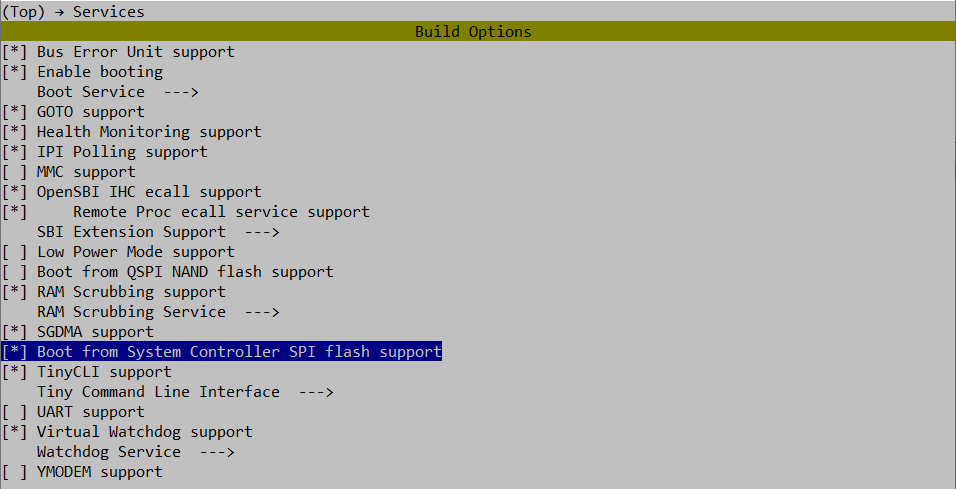 (Top) → Services
Build Options
[*] Bus Error Unit support
[*] Enable booting
Boot Service --->
[*] GOTO support
[*] Health Monitoring support
[*] IPI Polling support
[ ] MMC support
[*] OpenSBI IHC ecall support
[*] Remote Proc ecall service support
SBI Extension Support --->
[ ] Low Power Mode support
[ ] Boot from QSPI NAND flash support
[*] RAM Scrubbing support
RAM Scrubbing Service --->
[*] SGDMA support
[*] Boot from System Controller SPI flash support
[*] TinyCLI support
Tiny Command Line Interface --->
[ ] UART support
[*] Virtual Watchdog support
Watchdog Service --->
[ ] YMODEM support